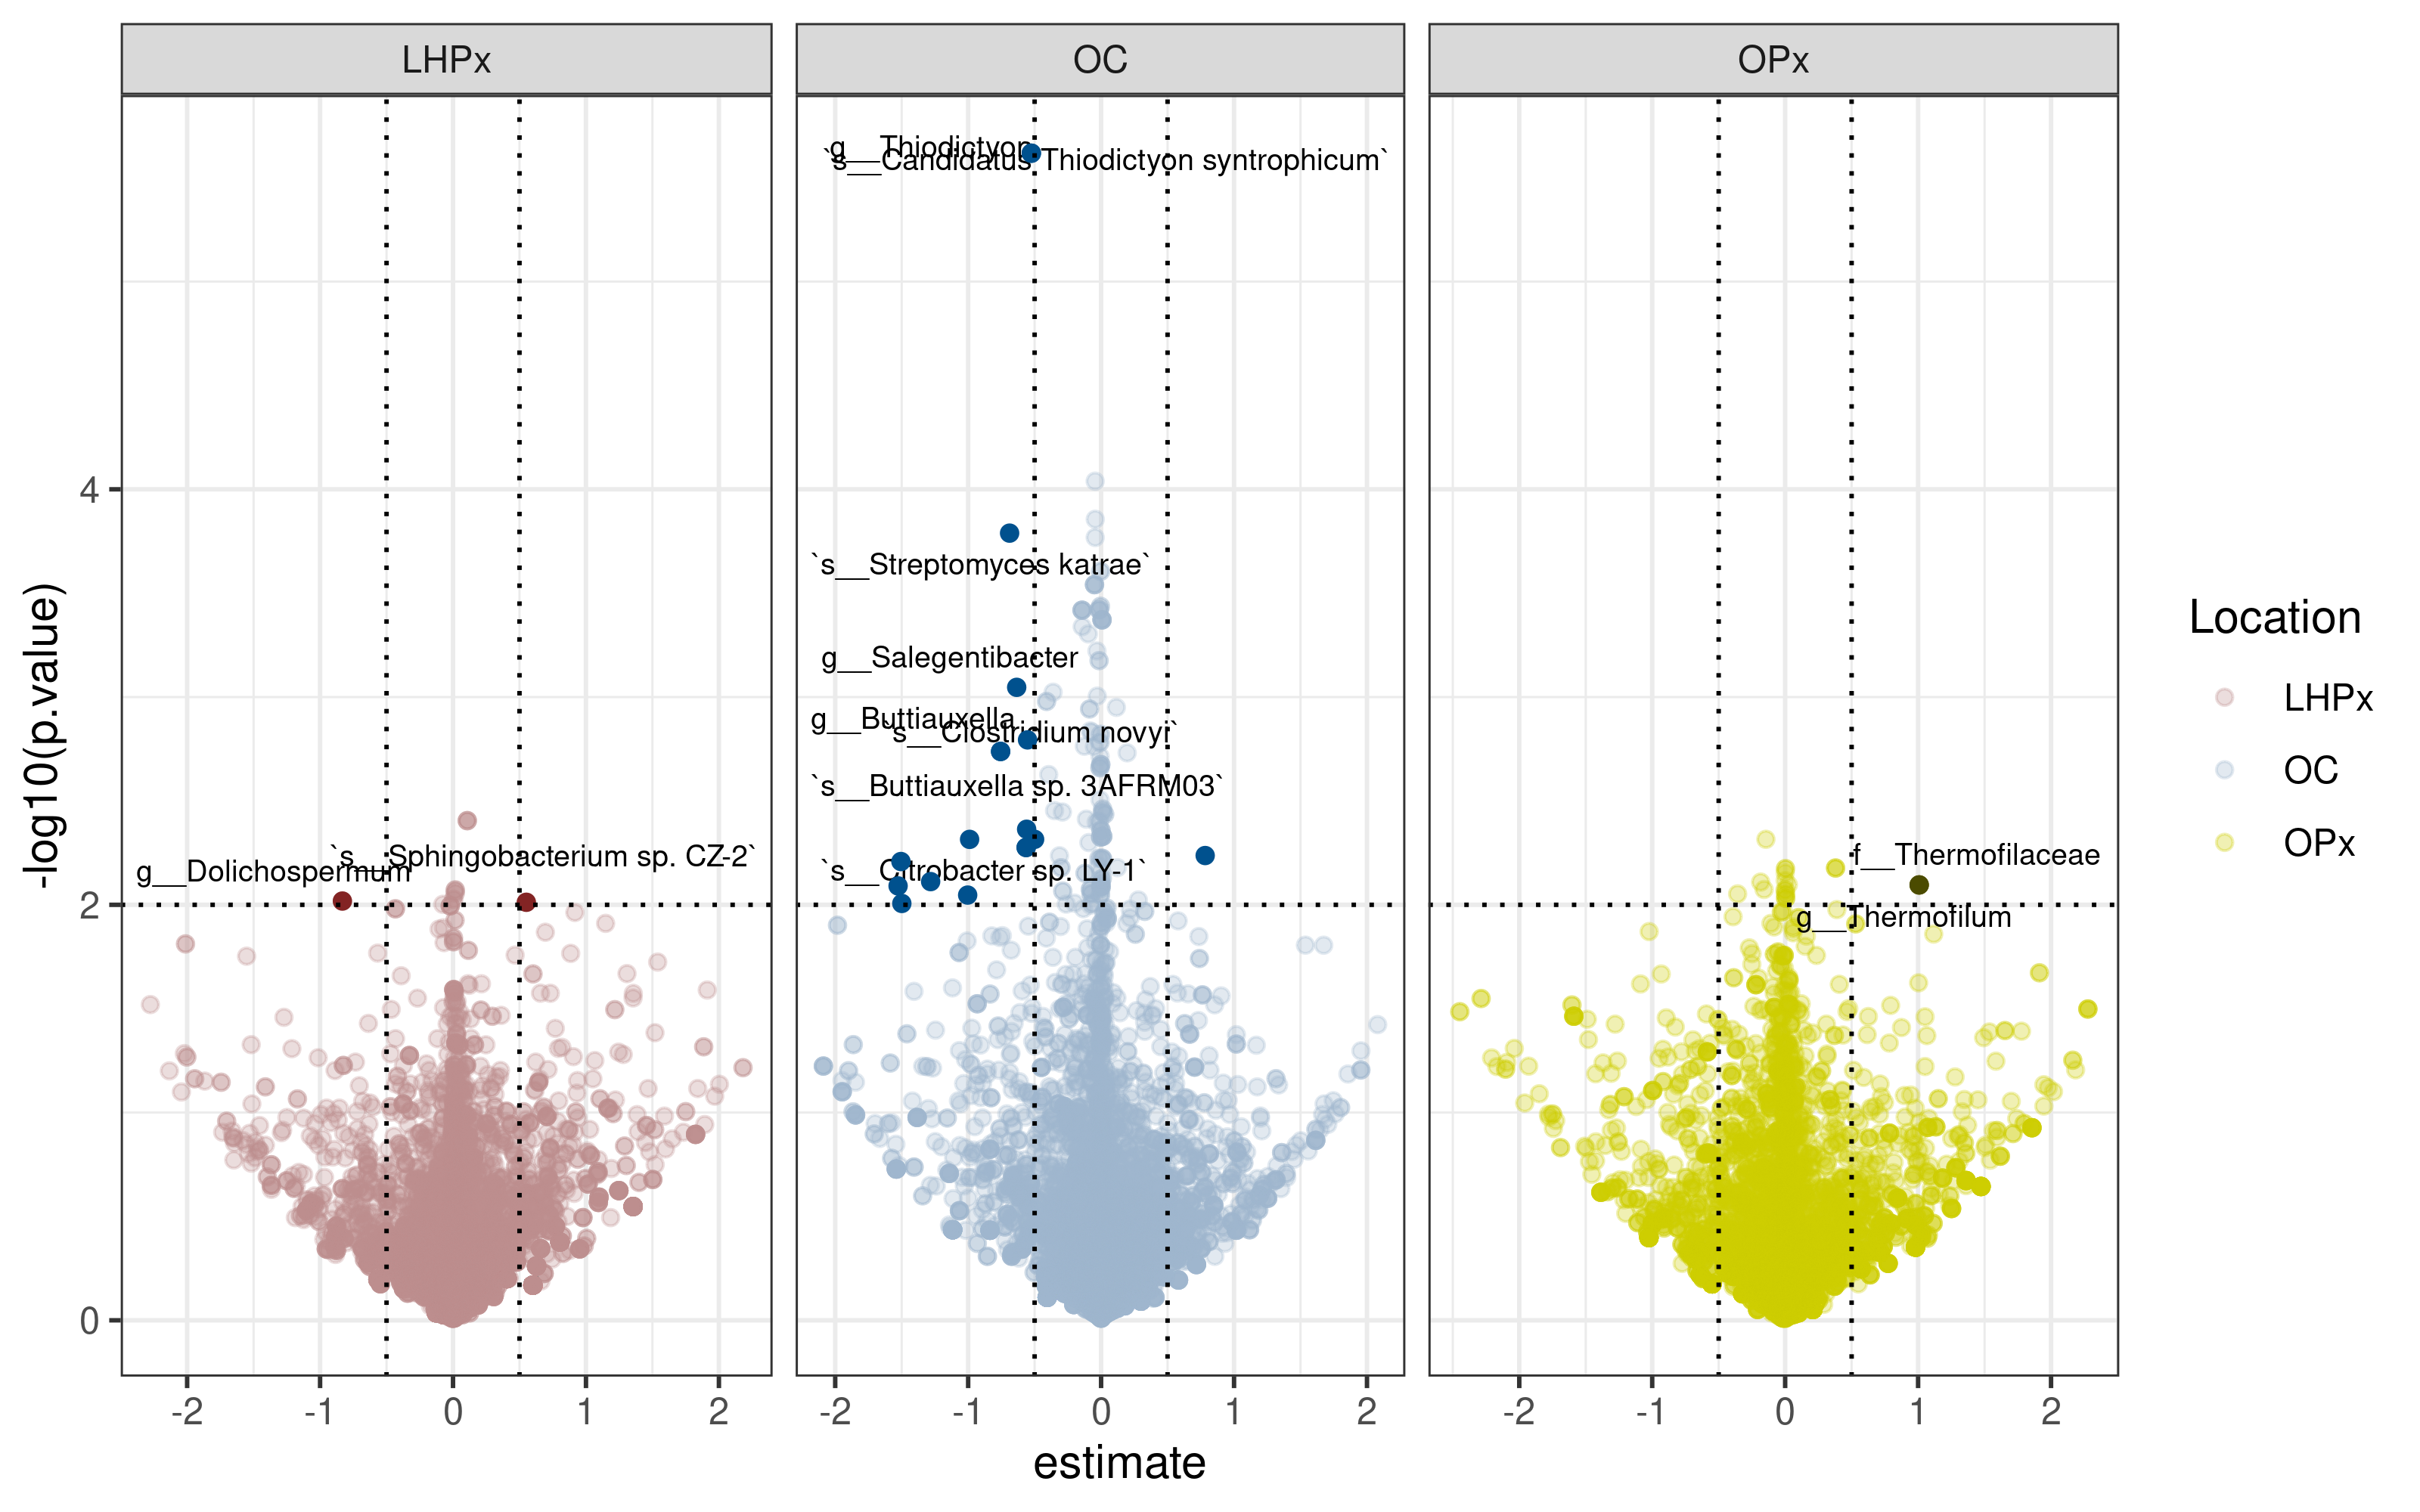 LHPx
OC
OPx
g__Thiodictyon
`s__Candidatus Thiodictyon syntrophicum`
4
`s__Streptomyces katrae`
g__Salegentibacter
g__Buttiauxella
`s__Clostridium novyi`
`s__Buttiauxella sp. 3AFRM03`
`s__Sphingobacterium sp. CZ-2`
g__Dolichospermum
`s__Citrobacter sp. LY-1`
f__Thermofilaceae
g__Thermofilum
2
0
-log10(p.value)
-2 -1 0 1 2
-2 -1 0 1 2
-2 -1 0 1 2
estimate
Location
LHPx
OC
OPx